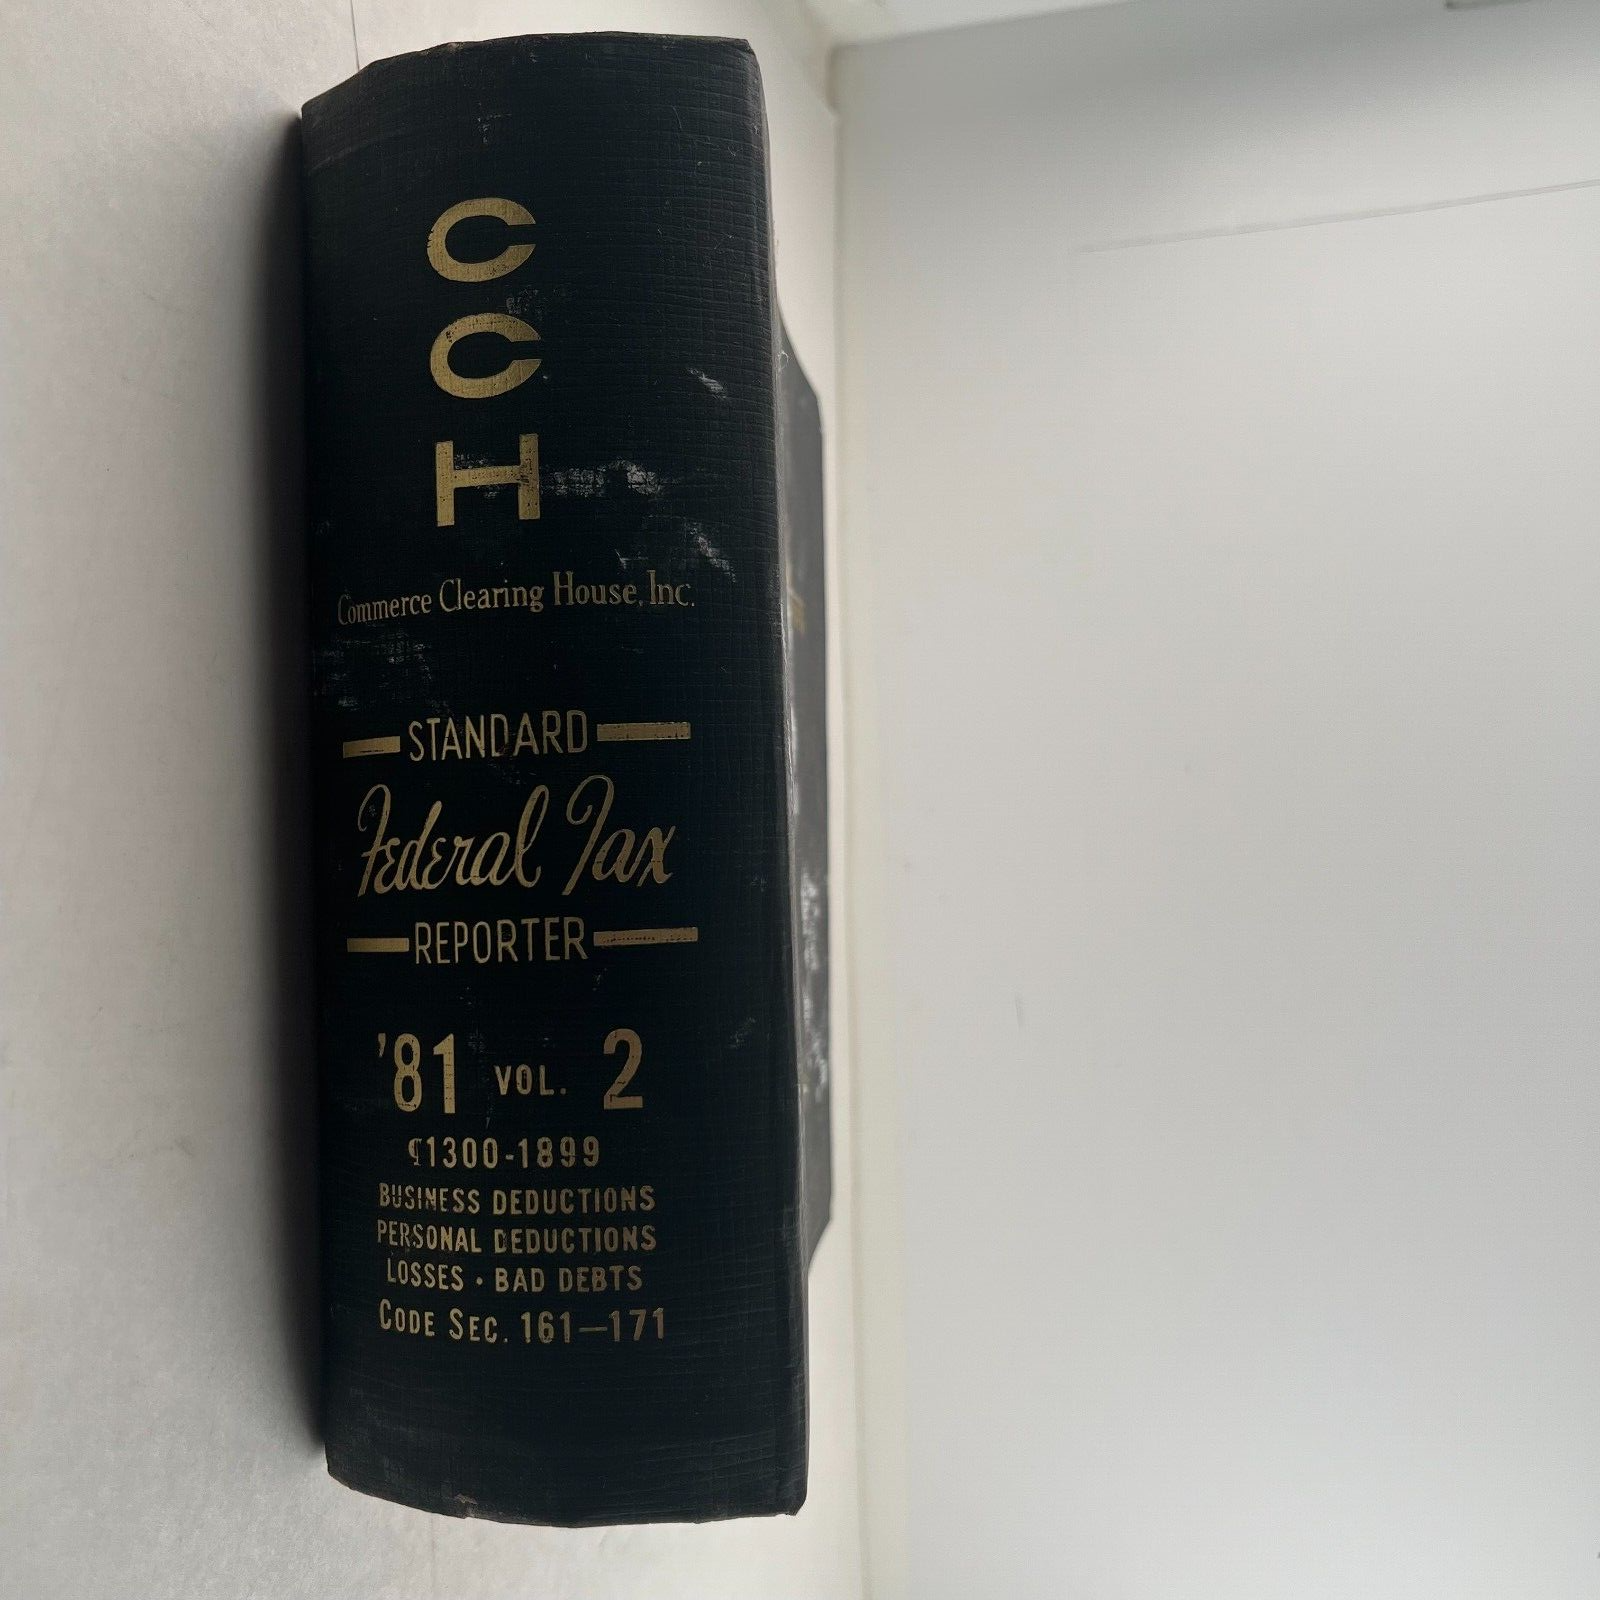 C
C
H
Commerce Clearing House, Inc.
STANDARD
Federal Tax
REPORTER
'81 VOL. 2
¶1300-1899
BUSINESS DEDUCTIONS
PERSONAL DEDUCTIONS
LOSSES • BAD DEBTS
CODE SEC. 161—171